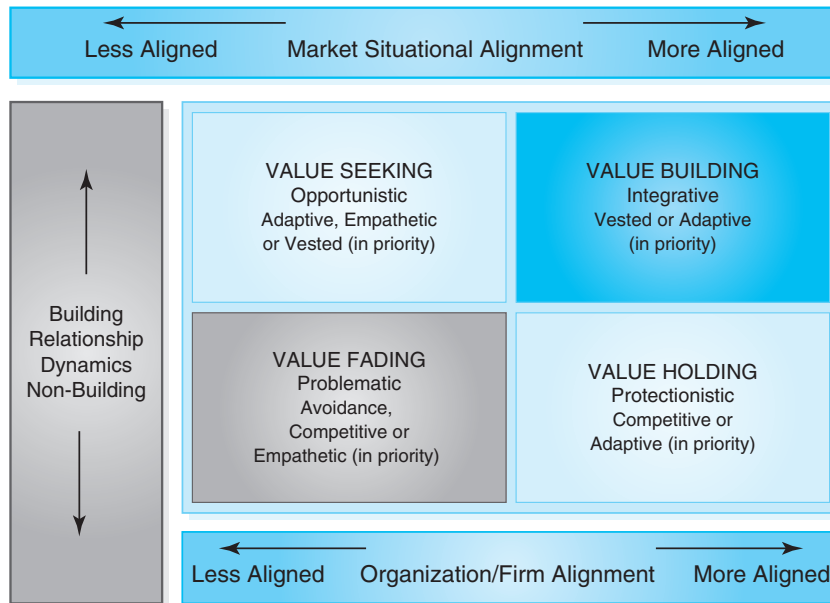 Less Aligned Market Situational Alignment More Aligned
Building
Relationship
Dynamics
Non-Building
VALUE SEEKING
Opportunistic
Adaptive, Empathetic
or Vested (in priority)
VALUE BUILDING
Integrative
Vested or Adaptive
(in priority)
VALUE FADING
Problematic
Avoidance,
Competitive or
Empathetic (in priority)
VALUE HOLDING
Protectionistic
Competitive or
Adaptive (in priority)
Less Aligned Organization/Firm Alignment More Aligned